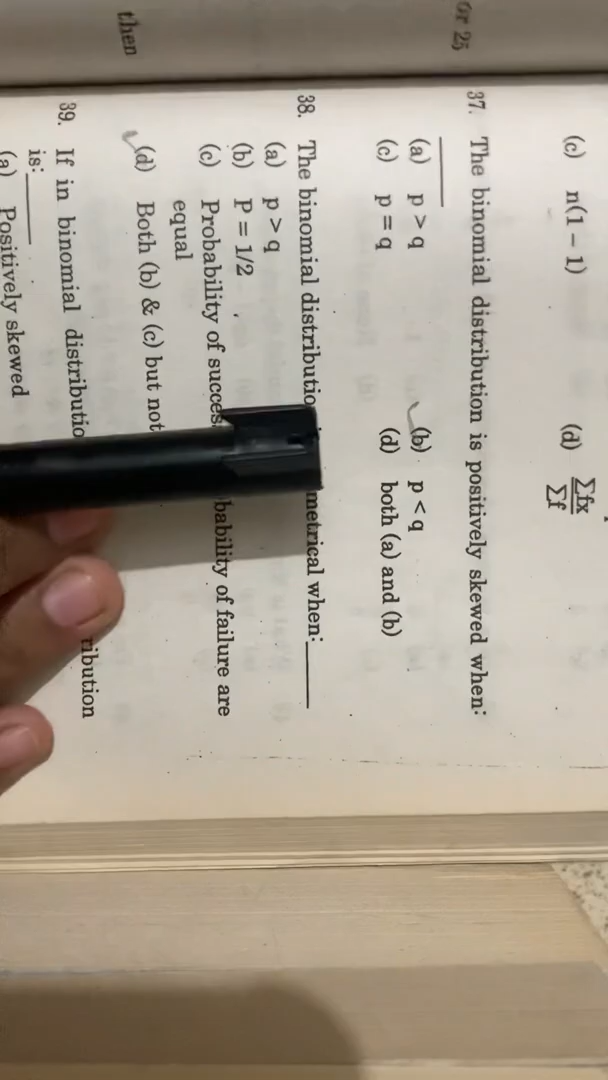 or 25
then
(c) n(1 – 1) (d) Σfx
Σf
37. The binomial distribution is positively skewed when:
(a) p > q (b) p < q
(c) p = q (d) both (a) and (b)
38. The binomial distributio metrical when:
(a) p > q
(b) P = 1/2
(c) Probability of succes bability of failure are
equal
(d) Both (b) & (c) but not
39. If in binomial distributio ribution
is:
(a) Positively skewed